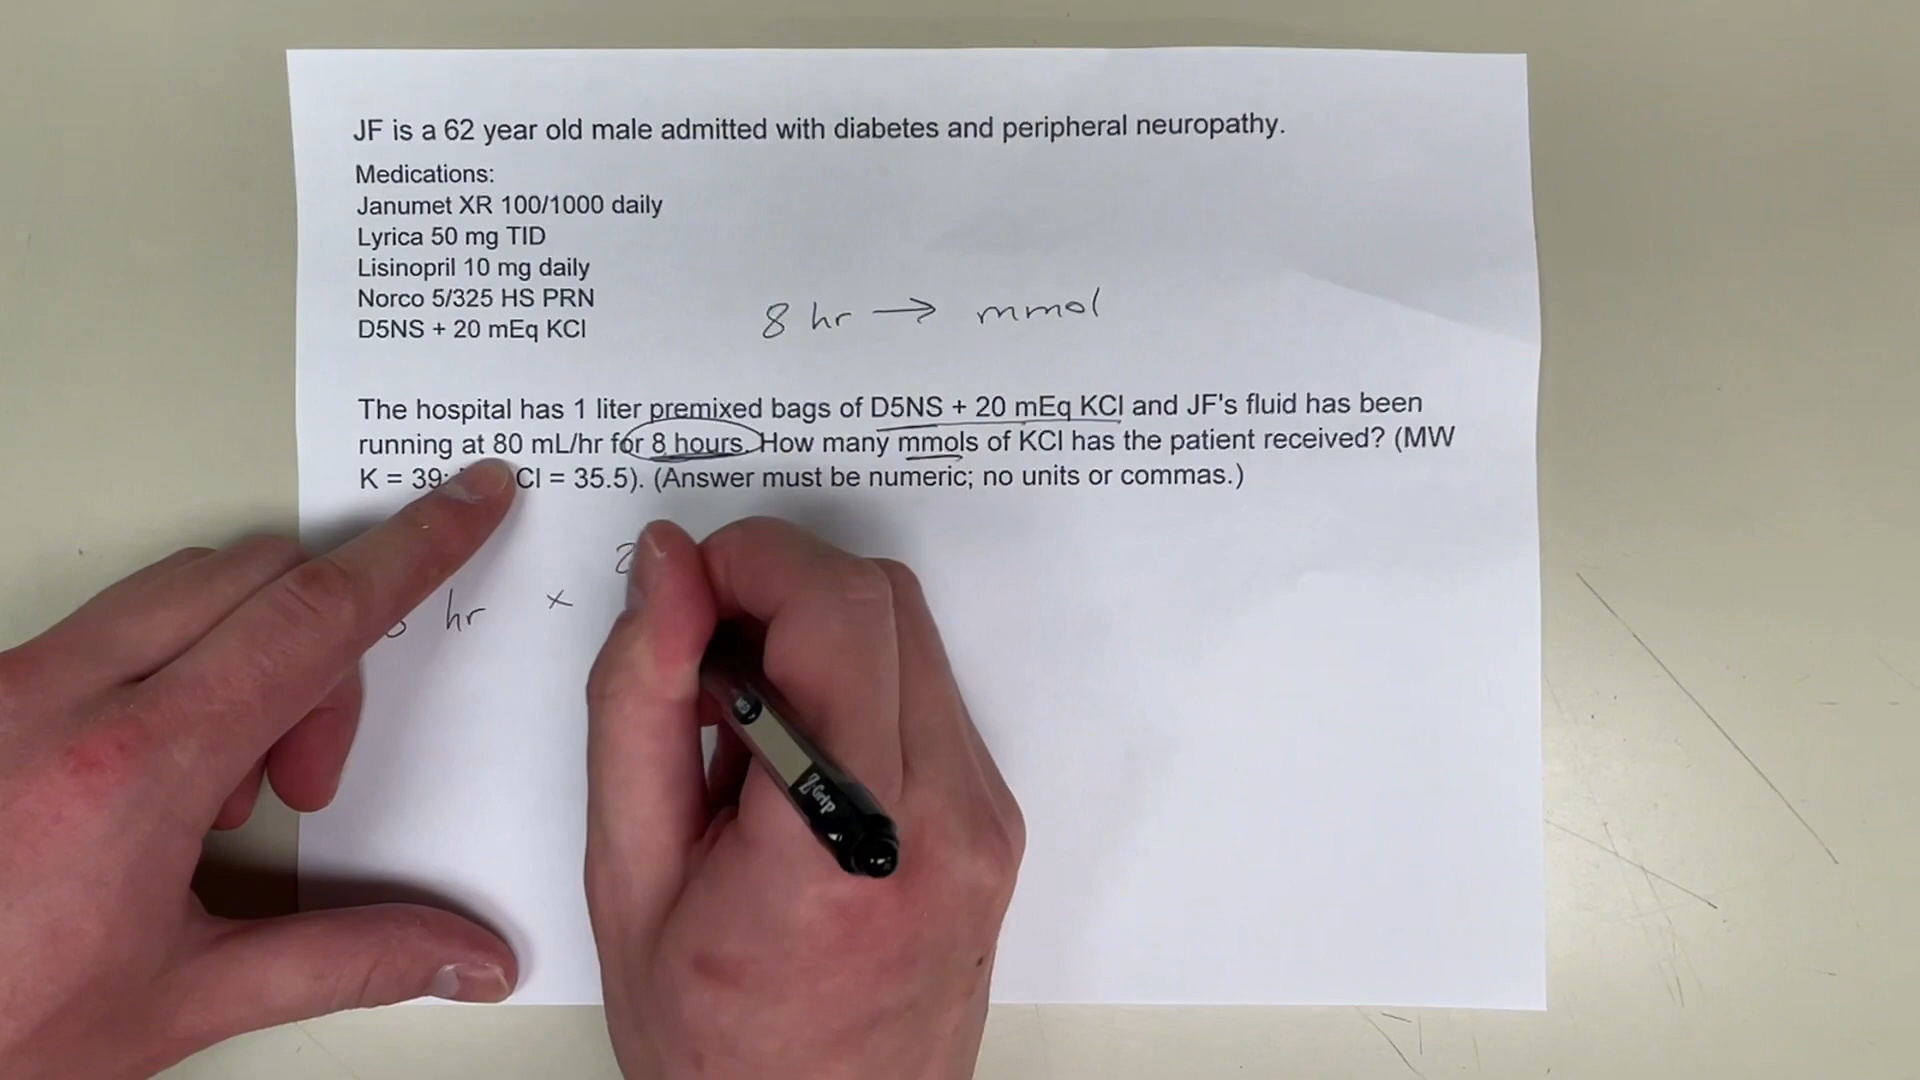 JF is a 62 year old male admitted with diabetes and peripheral neuropathy.
Medications:
Janumet XR 100/1000 daily
Lyrica 50 mg TID
Lisinopril 10 mg daily
Norco 5/325 HS PRN
D5NS + 20 mEq KCl
8 hr → mmol
The hospital has 1 liter premixed bags of D5NS + 20 mEq KCl and JF's fluid has been
running at 80 mL/hr for 8 hours. How many mmols of KCl has the patient received? (MW
K = 39; Cl = 35.5). (Answer must be numeric; no units or commas.)
hr ×
Z-Grip